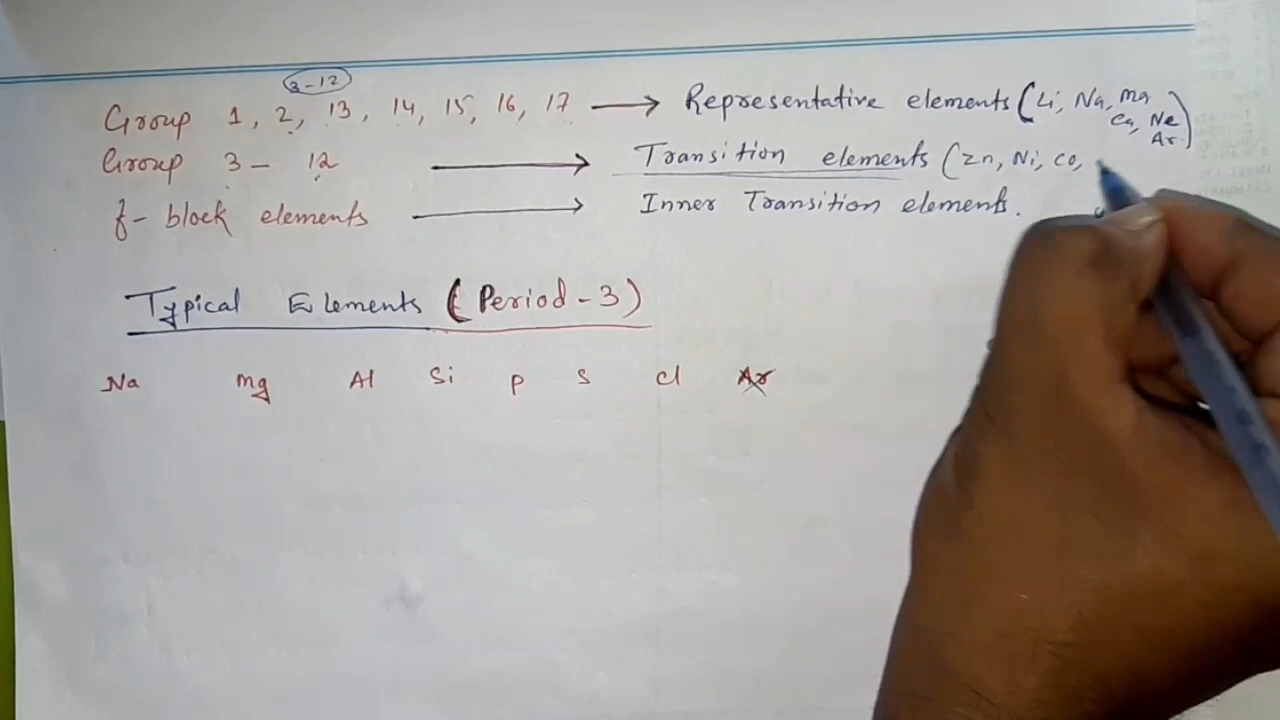 3-12
Group 1, 2, 13, 14, 15, 16, 17 → Representative elements (Li, Na, Mg
Ca, Ne
Ar)
Group 3 - 12 → Transition elements (Zn, Ni, Co,
f-block elements → Inner Transition elements.
Typical Elements (Period-3)
Na Mg Al Si P S Cl Ar